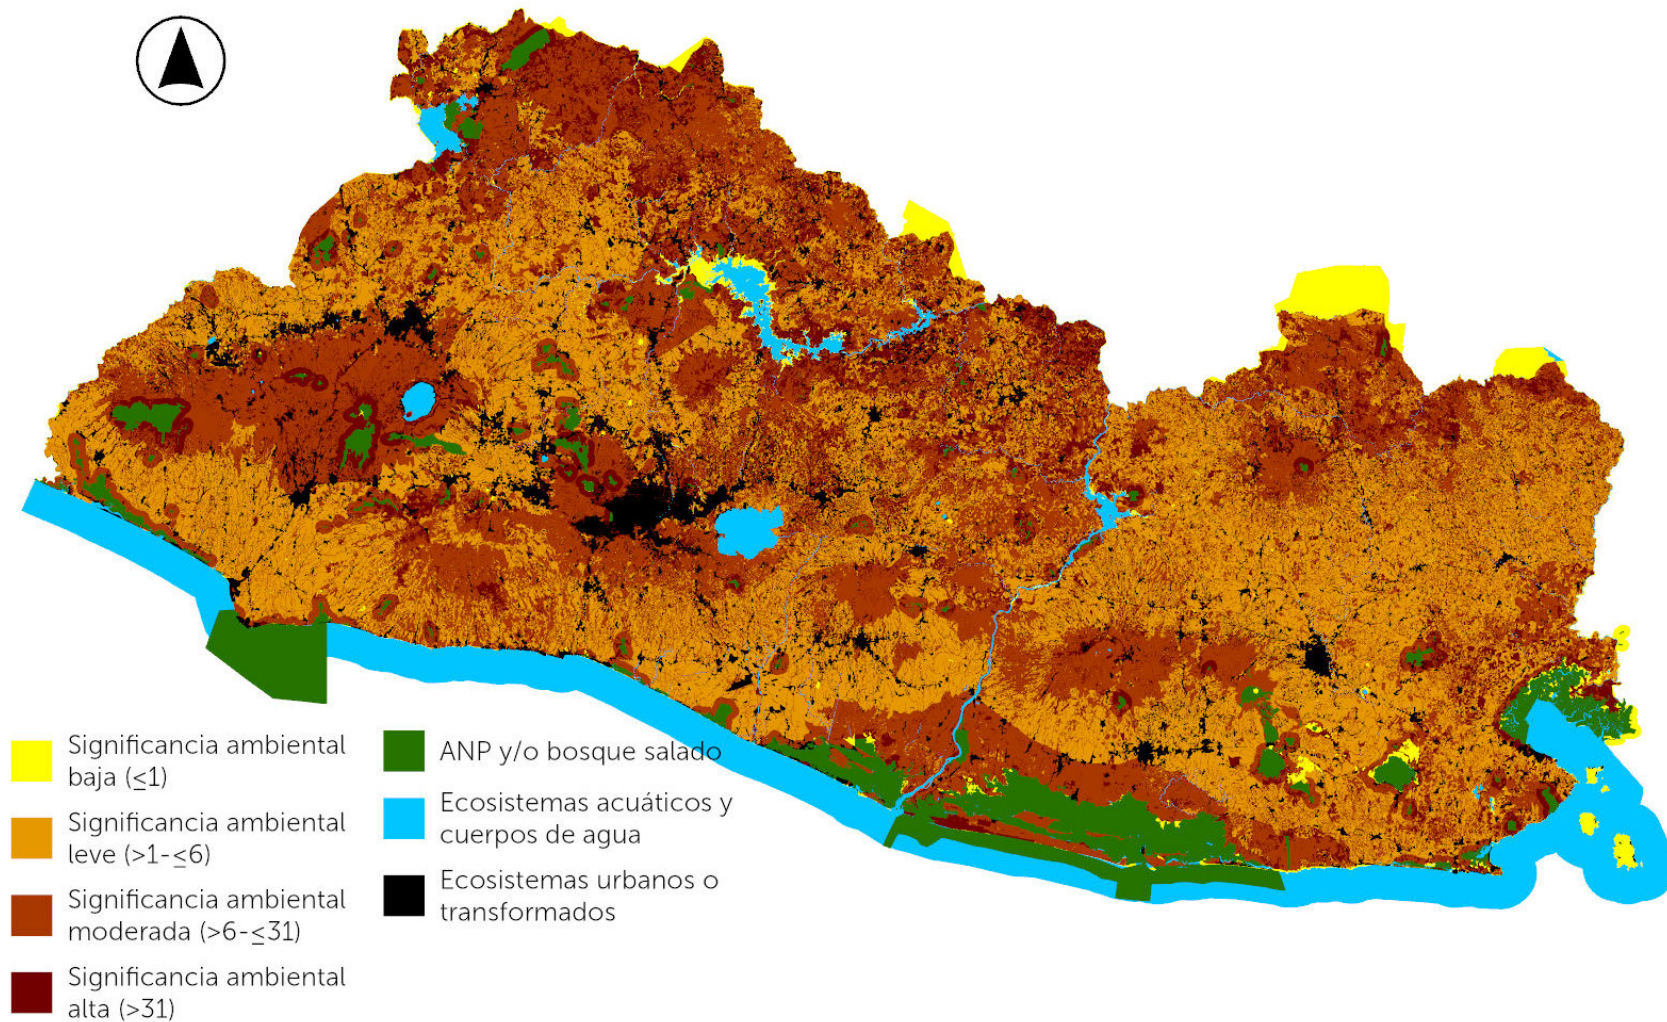 Significancia ambiental
baja (≤1)
Significancia ambiental
leve (>1-≤6)
Significancia ambiental
moderada (>6-≤31)
Significancia ambiental
alta (>31)
ANP y/o bosque salado
Ecosistemas acuáticos y
cuerpos de agua
Ecosistemas urbanos o
transformados